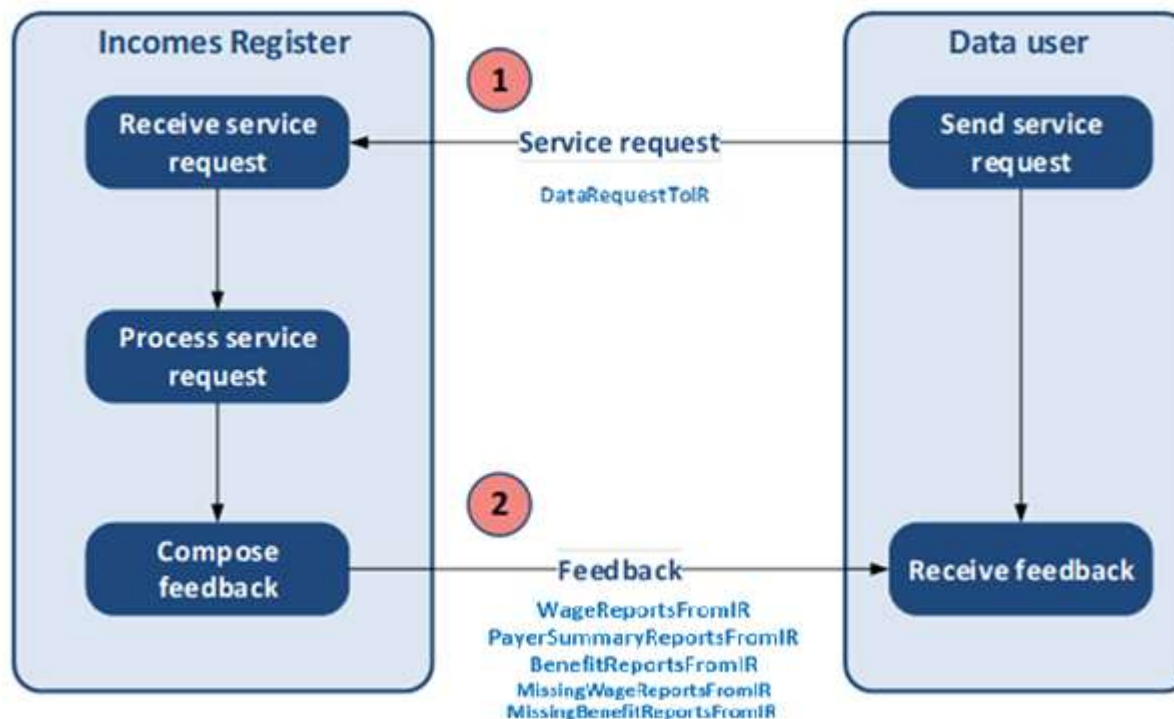 Incomes Register
Data user
1
Receive service
request
Service request
DataRequestToIR
Send service
request
Process service
request
2
Compose
feedback
Feedback
Receive feedback
WageReportsFromIR
PayerSummaryReportsFromIR
BenefitReportsFromIR
MissingWageReportsFromIR
MissingBenefitReportsFromIR